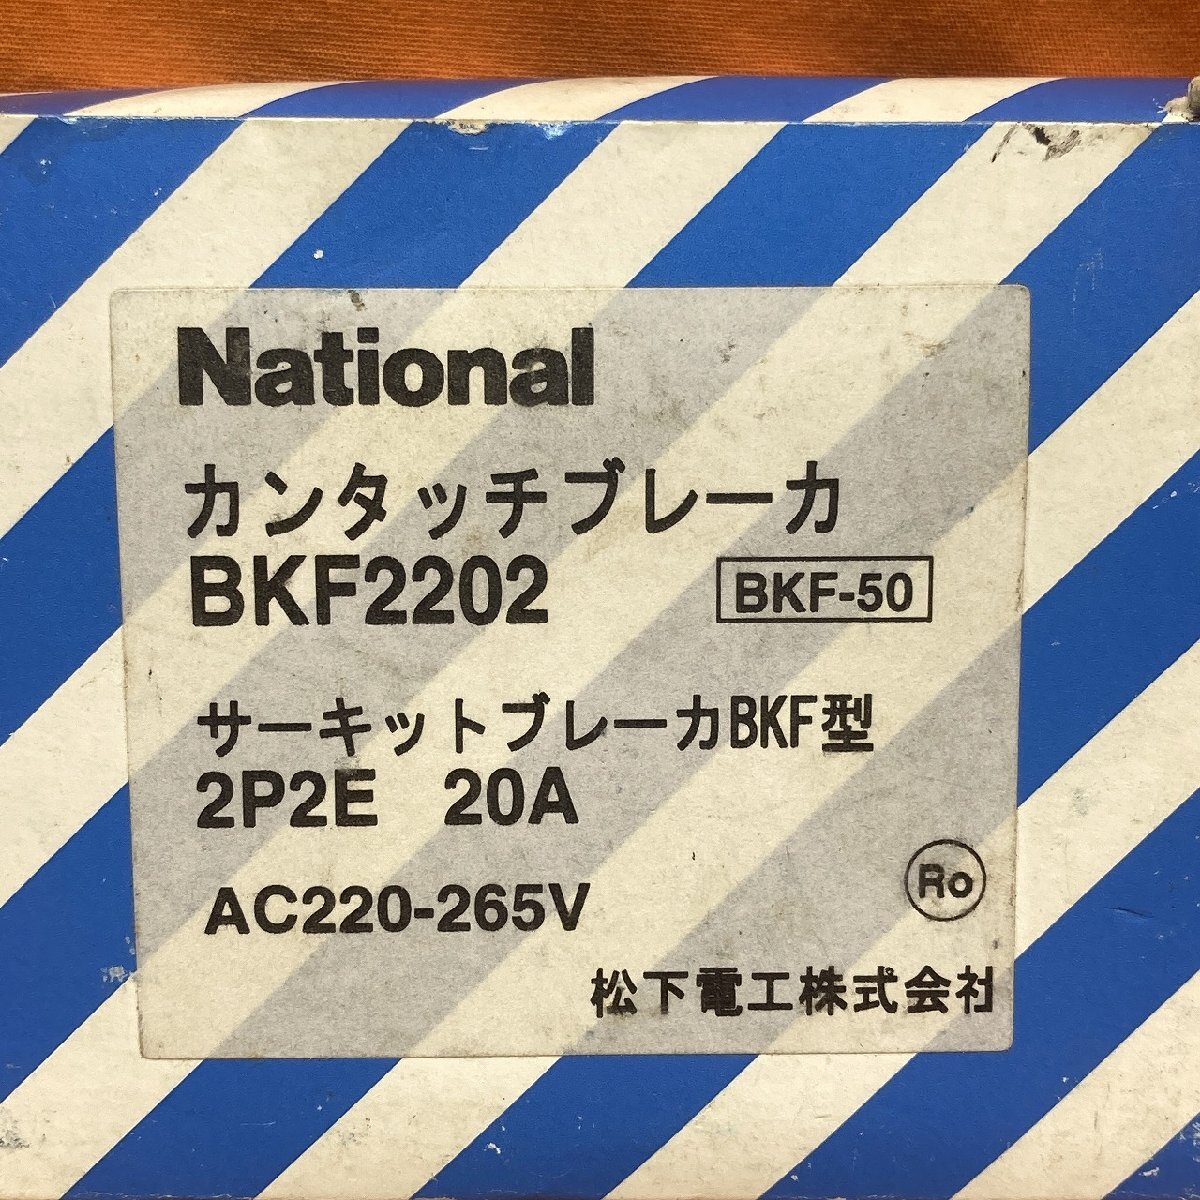 National
カンタッチブレーカ
BKF2202 BKF-50
サーキットブレーカBKF型
2P2E 20A
AC220-265V
Ro
松下電工株式会社